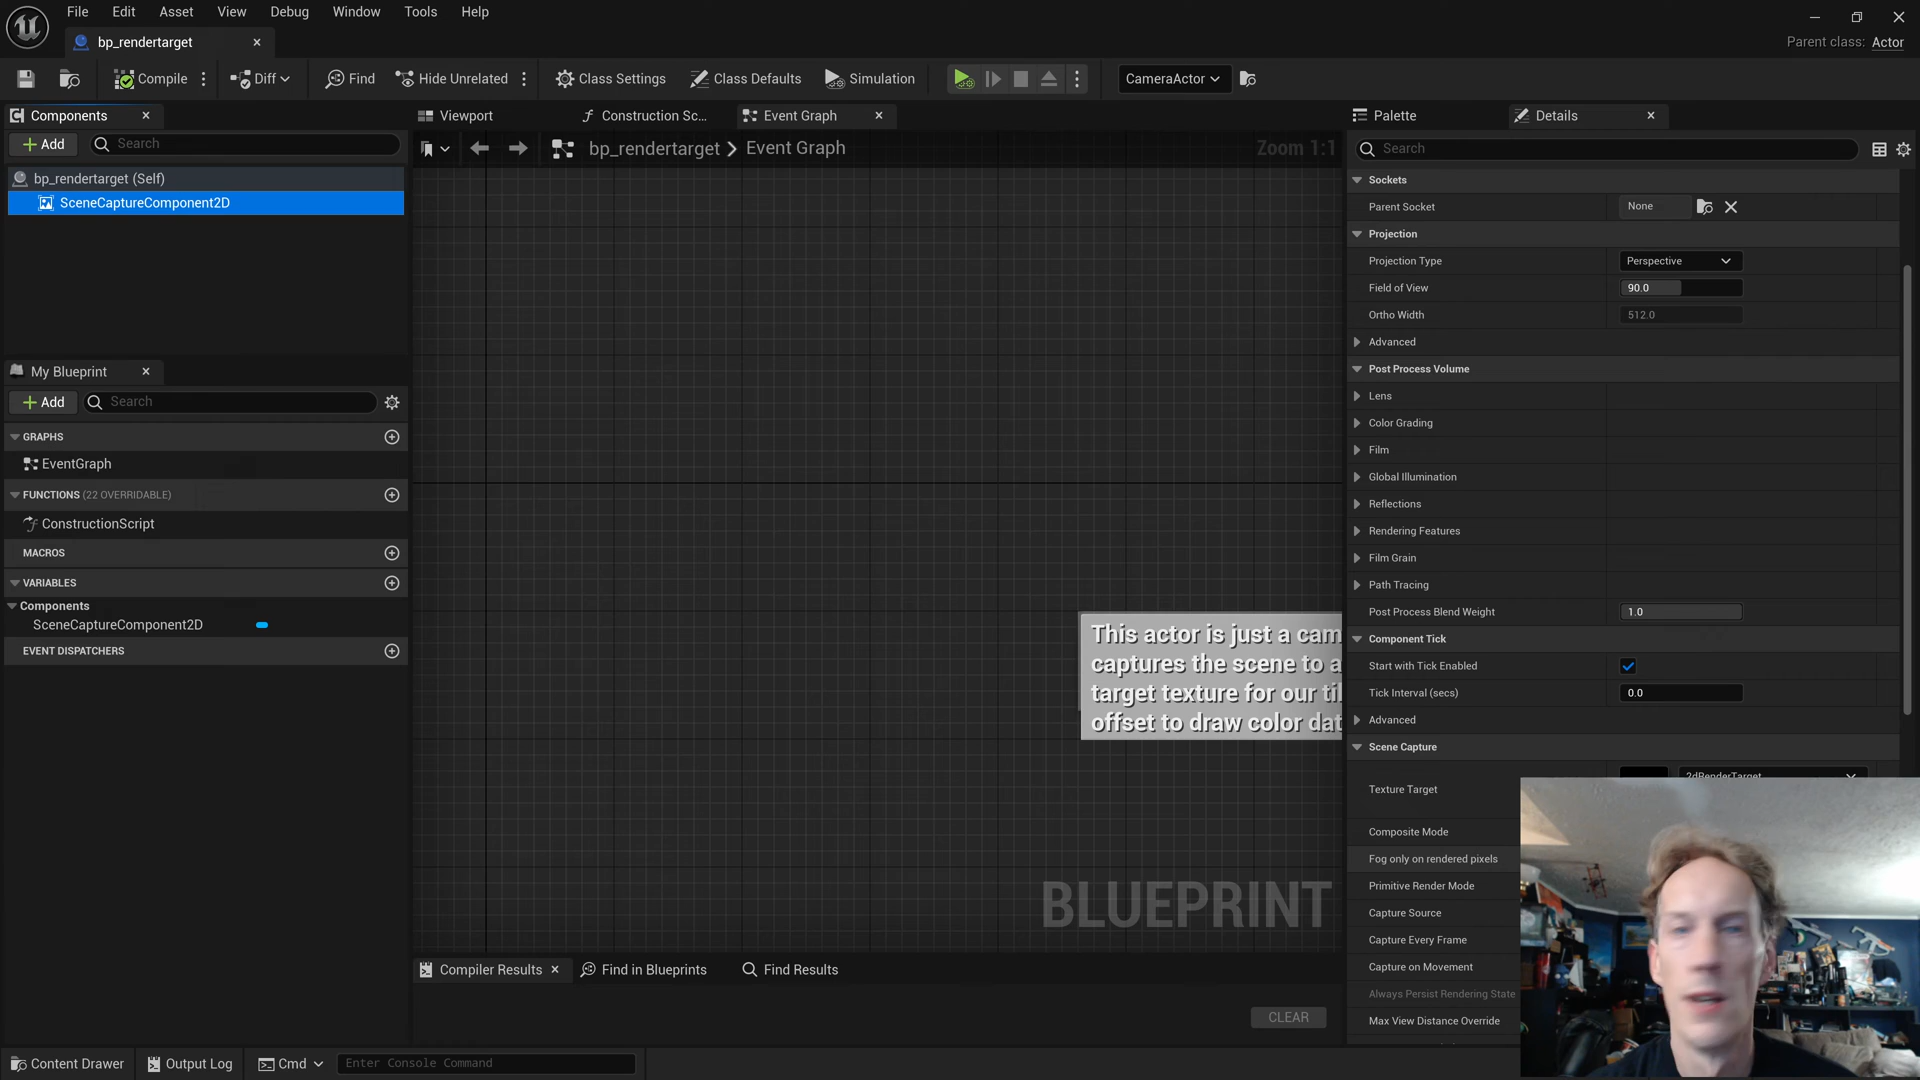 File Edit Asset View Debug Window Tools Help
bp_rendertarget
Parent class: Actor
Compile Diff Find Hide Unrelated Class Settings Class Defaults Simulation CameraActor
Components
Add Search
bp_rendertarget (Self)
SceneCaptureComponent2D
My Blueprint
Add Search
GRAPHS
EventGraph
FUNCTIONS (22 OVERRIDABLE)
ConstructionScript
MACROS
VARIABLES
Components
SceneCaptureComponent2D
EVENT DISPATCHERS
Viewport Construction Sc... Event Graph
bp_rendertarget > Event Graph Zoom 1:1
This actor is just a cam
captures the scene to a
target texture for our til
offset to draw color dat
BLUEPRINT
Compiler Results Find in Blueprints Find Results
CLEAR
Palette Details
Search
Sockets
Parent Socket None
Projection
Projection Type Perspective
Field of View 90.0
Ortho Width 512.0
Advanced
Post Process Volume
Lens
Color Grading
Film
Global Illumination
Reflections
Rendering Features
Film Grain
Path Tracing
Post Process Blend Weight 1.0
Component Tick
Start with Tick Enabled
Tick Interval (secs) 0.0
Advanced
Scene Capture
2dRenderTarget
Texture Target
Composite Mode
Fog only on rendered pixels
Primitive Render Mode
Capture Source
Capture Every Frame
Capture on Movement
Always Persist Rendering State
Max View Distance Override
Content Drawer Output Log Cmd Enter Console Command